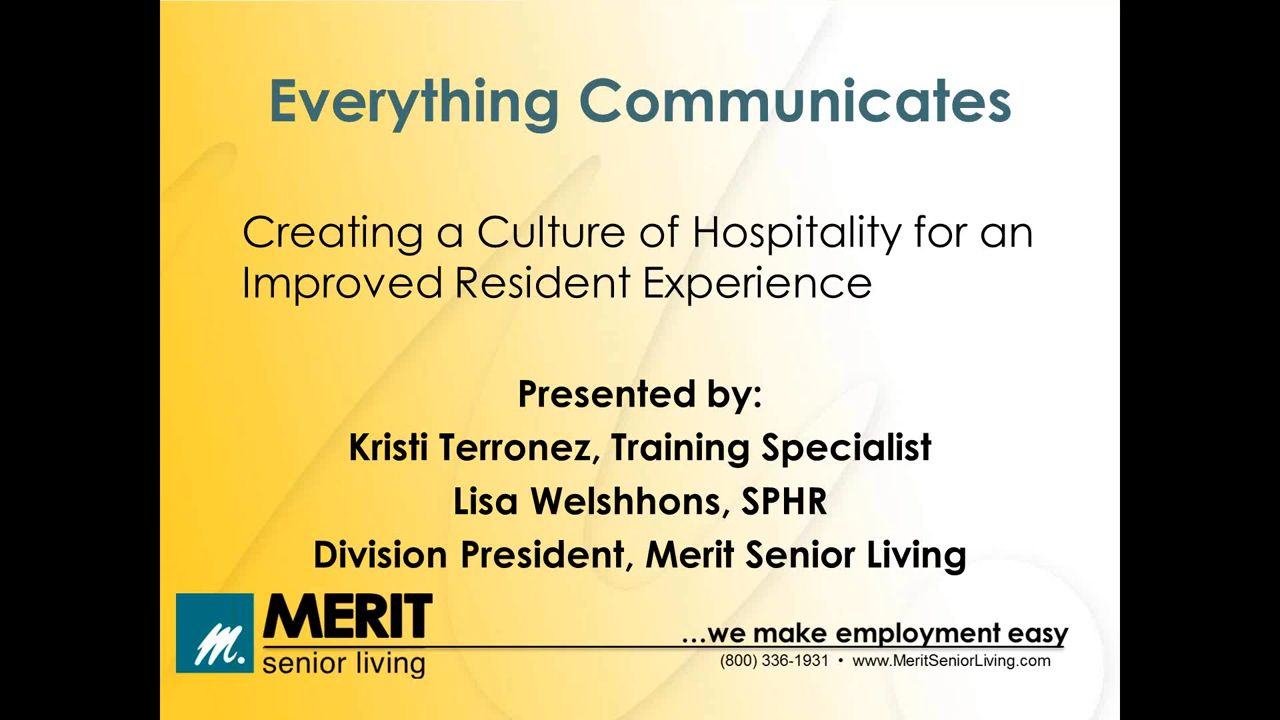 Everything Communicates
Creating a Culture of Hospitality for an
Improved Resident Experience
Presented by:
Kristi Terronez, Training Specialist
Lisa Welshhons, SPHR
Division President, Merit Senior Living
m.
MERIT
senior living
...we make employment easy
(800) 336-1931 • www.MeritSeniorLiving.com